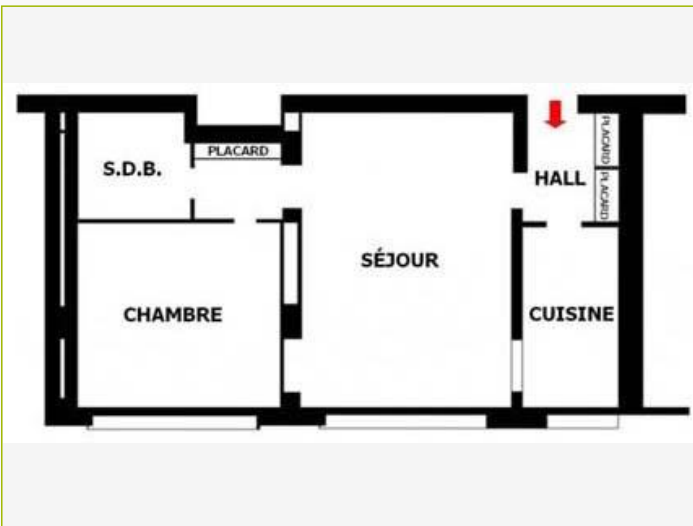 PLACARD
S.D.B.
PLACARD
HALL
PLACARD
SÉJOUR
CHAMBRE
CUISINE